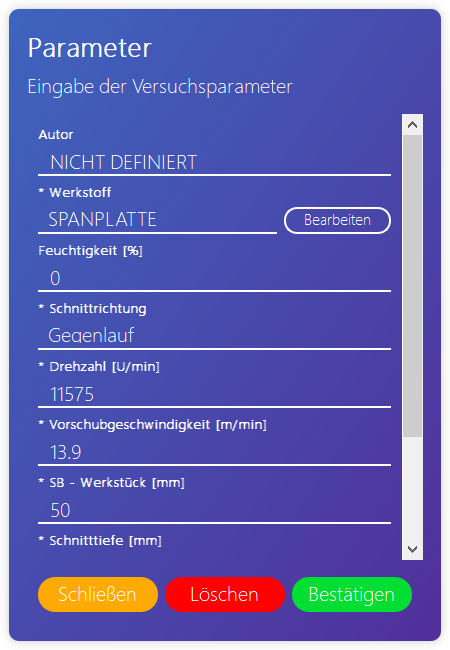 Parameter
Eingabe der Versuchsparameter
Autor
NICHT DEFINIERT
* Werkstoff
SPANPLATTE
Bearbeiten
Feuchtigkeit [%]
0
* Schnittrichtung
Gegenlauf
* Drehzahl [U/min]
11575
* Vorschubgeschwindigkeit [m/min]
13.9
* SB - Werkstück [mm]
50
* Schnitttiefe [mm]
Schließen Löschen Bestätigen